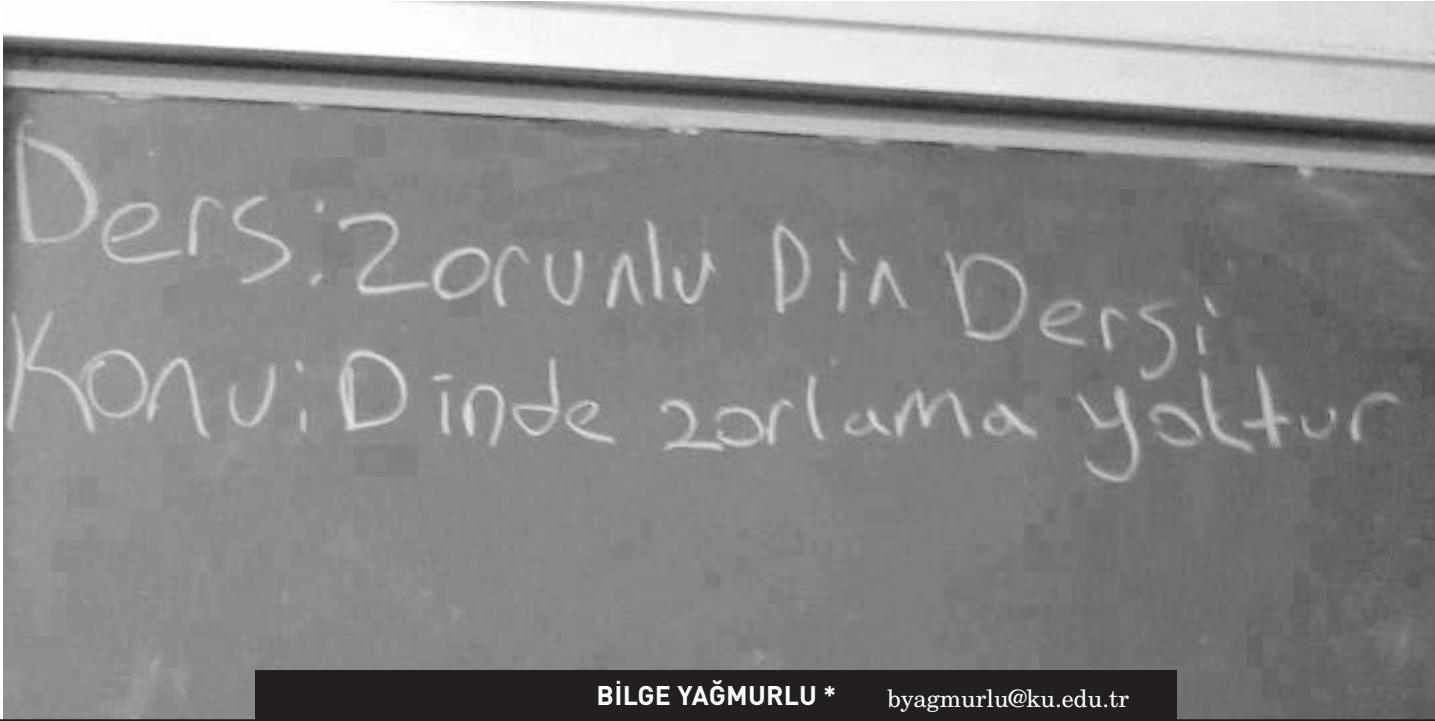 Ders: Zorunlu Din Dersi
Konu: Dinde zorlama yoktur
BİLGE YAĞMURLU * byagmurlu@ku.edu.tr